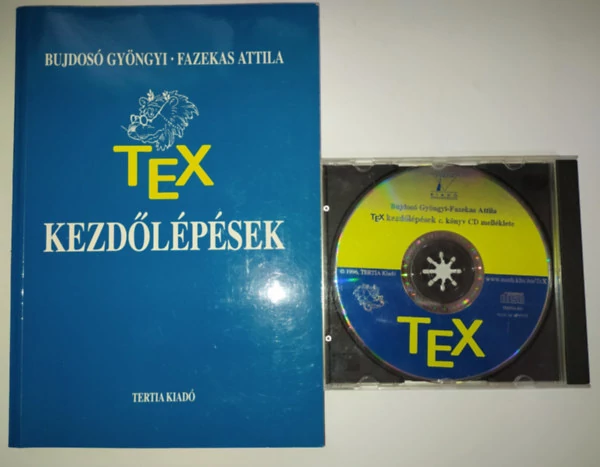 BUJDOSÓ GYÖNGYI · FAZEKAS ATTILA
TEX
KEZDŐLÉPÉSEK
TERTIA KIADÓ
Bujdosó Gyöngyi-Fazekas Attila
TEX kezdőlépések c. könyv CD melléklete
© 1996, TERTIA Kiadó
TEX